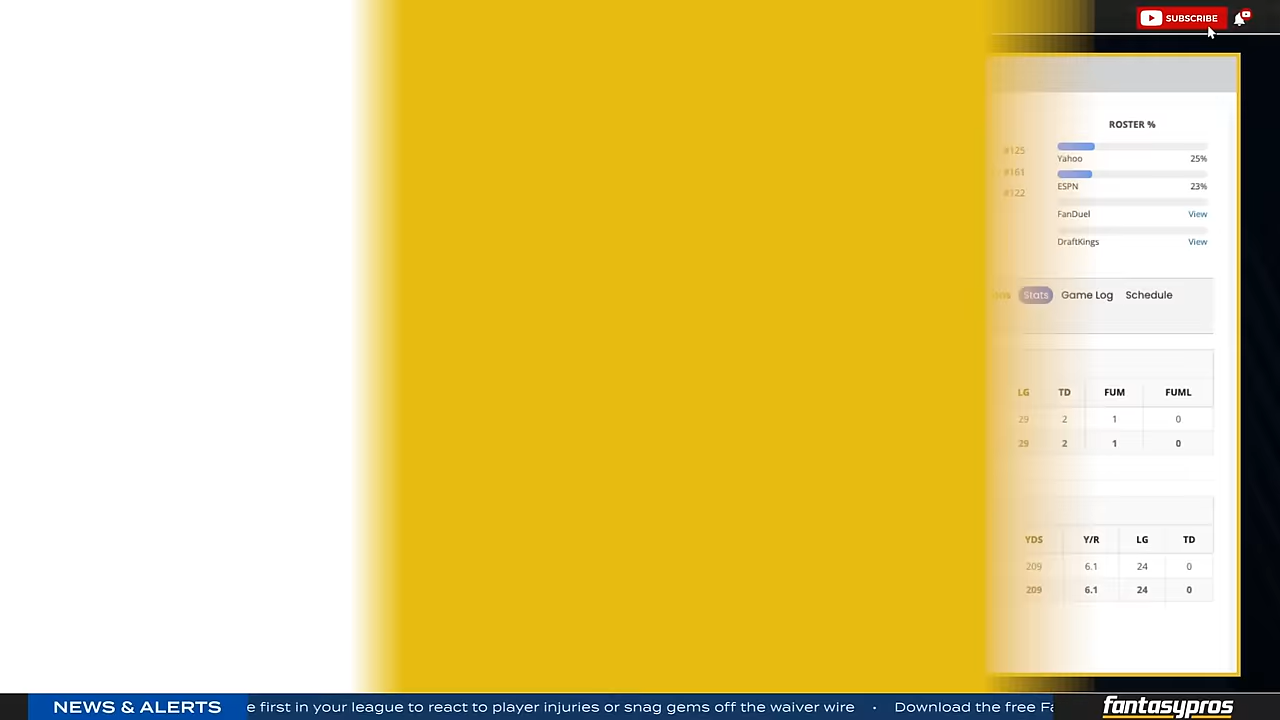 SUBSCRIBE
ROSTER %
#125
Yahoo 25%
#161
ESPN 23%
#122
FanDuel View
DraftKings View
ons Stats Game Log Schedule
LG TD FUM FUML
29 2 1 0
29 2 1 0
YDS Y/R LG TD
209 6.1 24 0
209 6.1 24 0
NEWS & ALERTS e first in your league to react to player injuries or snag gems off the waiver wire • Download the free Fa
fantasypros